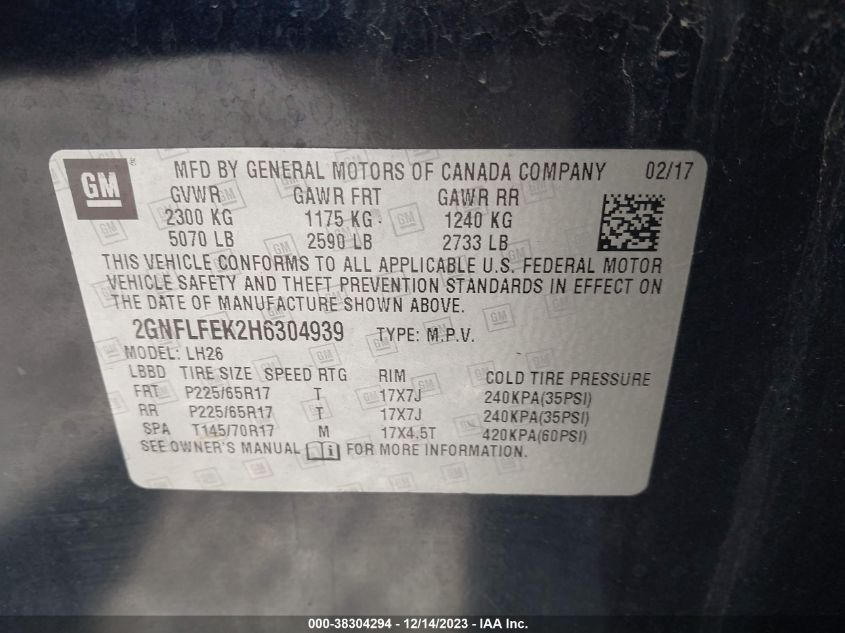 GM
MFD BY GENERAL MOTORS OF CANADA COMPANY 02/17
GVWR GAWR FRT GAWR RR
2300 KG 1175 KG 1240 KG
5070 LB 2590 LB 2733 LB
THIS VEHICLE CONFORMS TO ALL APPLICABLE U.S. FEDERAL MOTOR
VEHICLE SAFETY AND THEFT PREVENTION STANDARDS IN EFFECT ON
THE DATE OF MANUFACTURE SHOWN ABOVE.
2GNFLFEK2H6304939 TYPE: M.P.V.
MODEL: LH26
LBBD TIRE SIZE SPEED RTG RIM COLD TIRE PRESSURE
FRT P225/65R17 T 17X7J 240KPA(35PSI)
RR P225/65R17 T 17X7J 240KPA(35PSI)
SPA T145/70R17 M 17X4.5T 420KPA(60PSI)
SEE OWNER'S MANUAL FOR MORE INFORMATION.
000-38304294 - 12/14/2023 - IAA Inc.